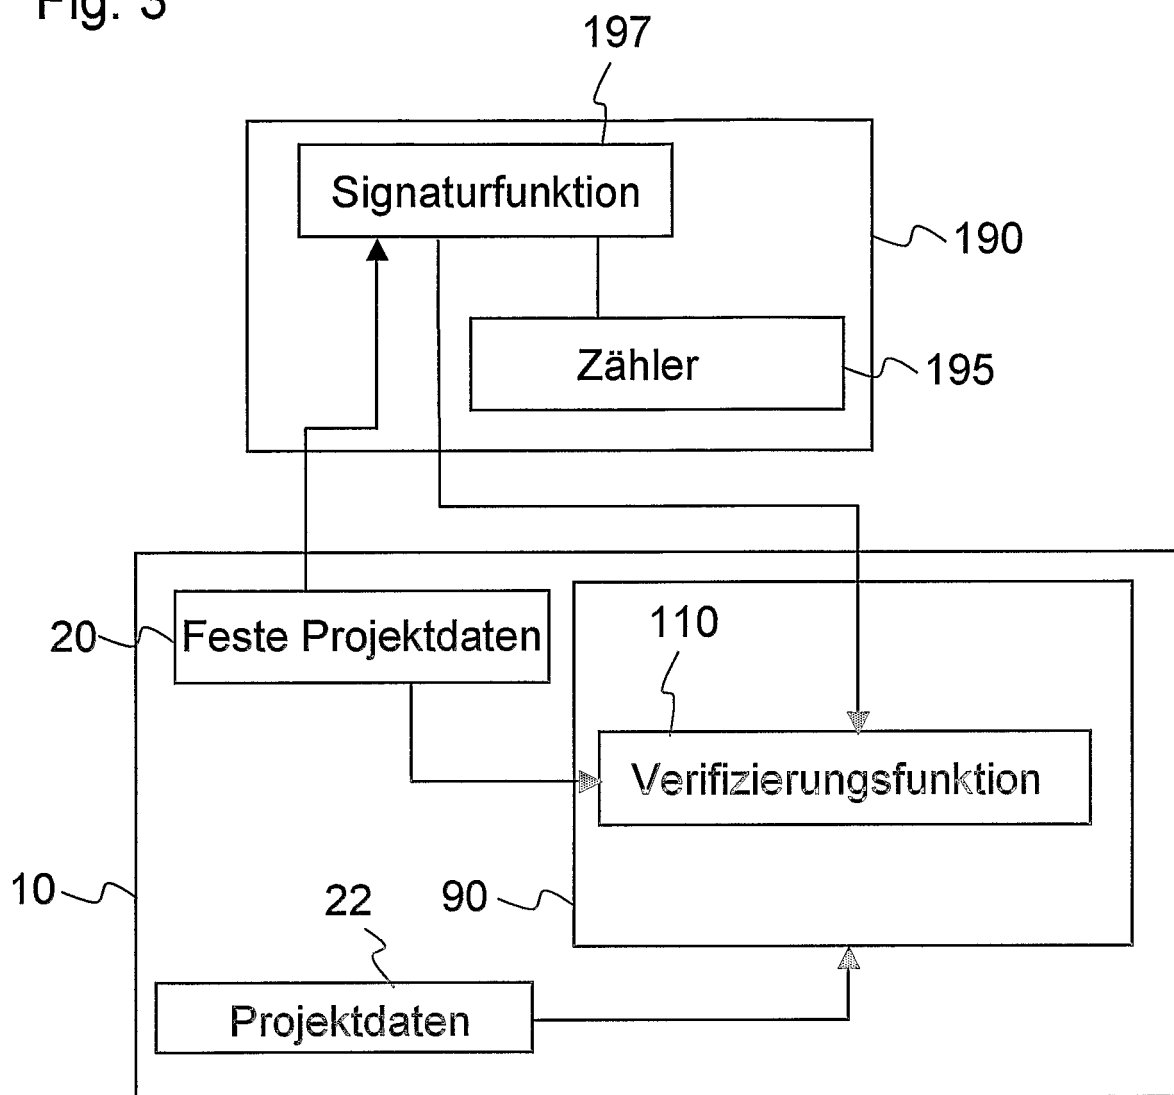 Fig. 3
197
Signaturfunktion
190
Zähler
195
20
Feste Projektdaten
110
Verifizierungsfunktion
10
22
90
Projektdaten